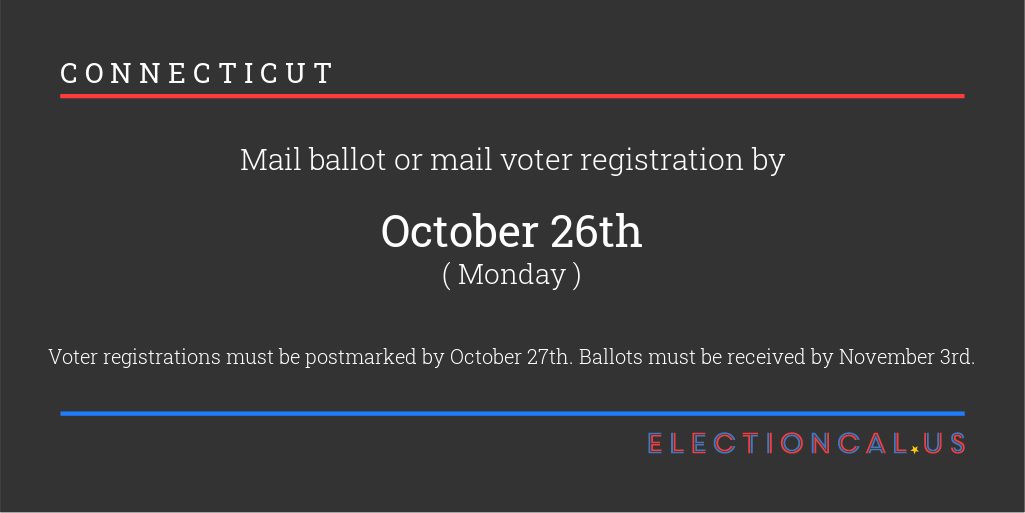 CONNECTICUT
Mail ballot or mail voter registration by
October 26th
( Monday )
Voter registrations must be postmarked by October 27th. Ballots must be received by November 3rd.
ELECTIONCAL.US